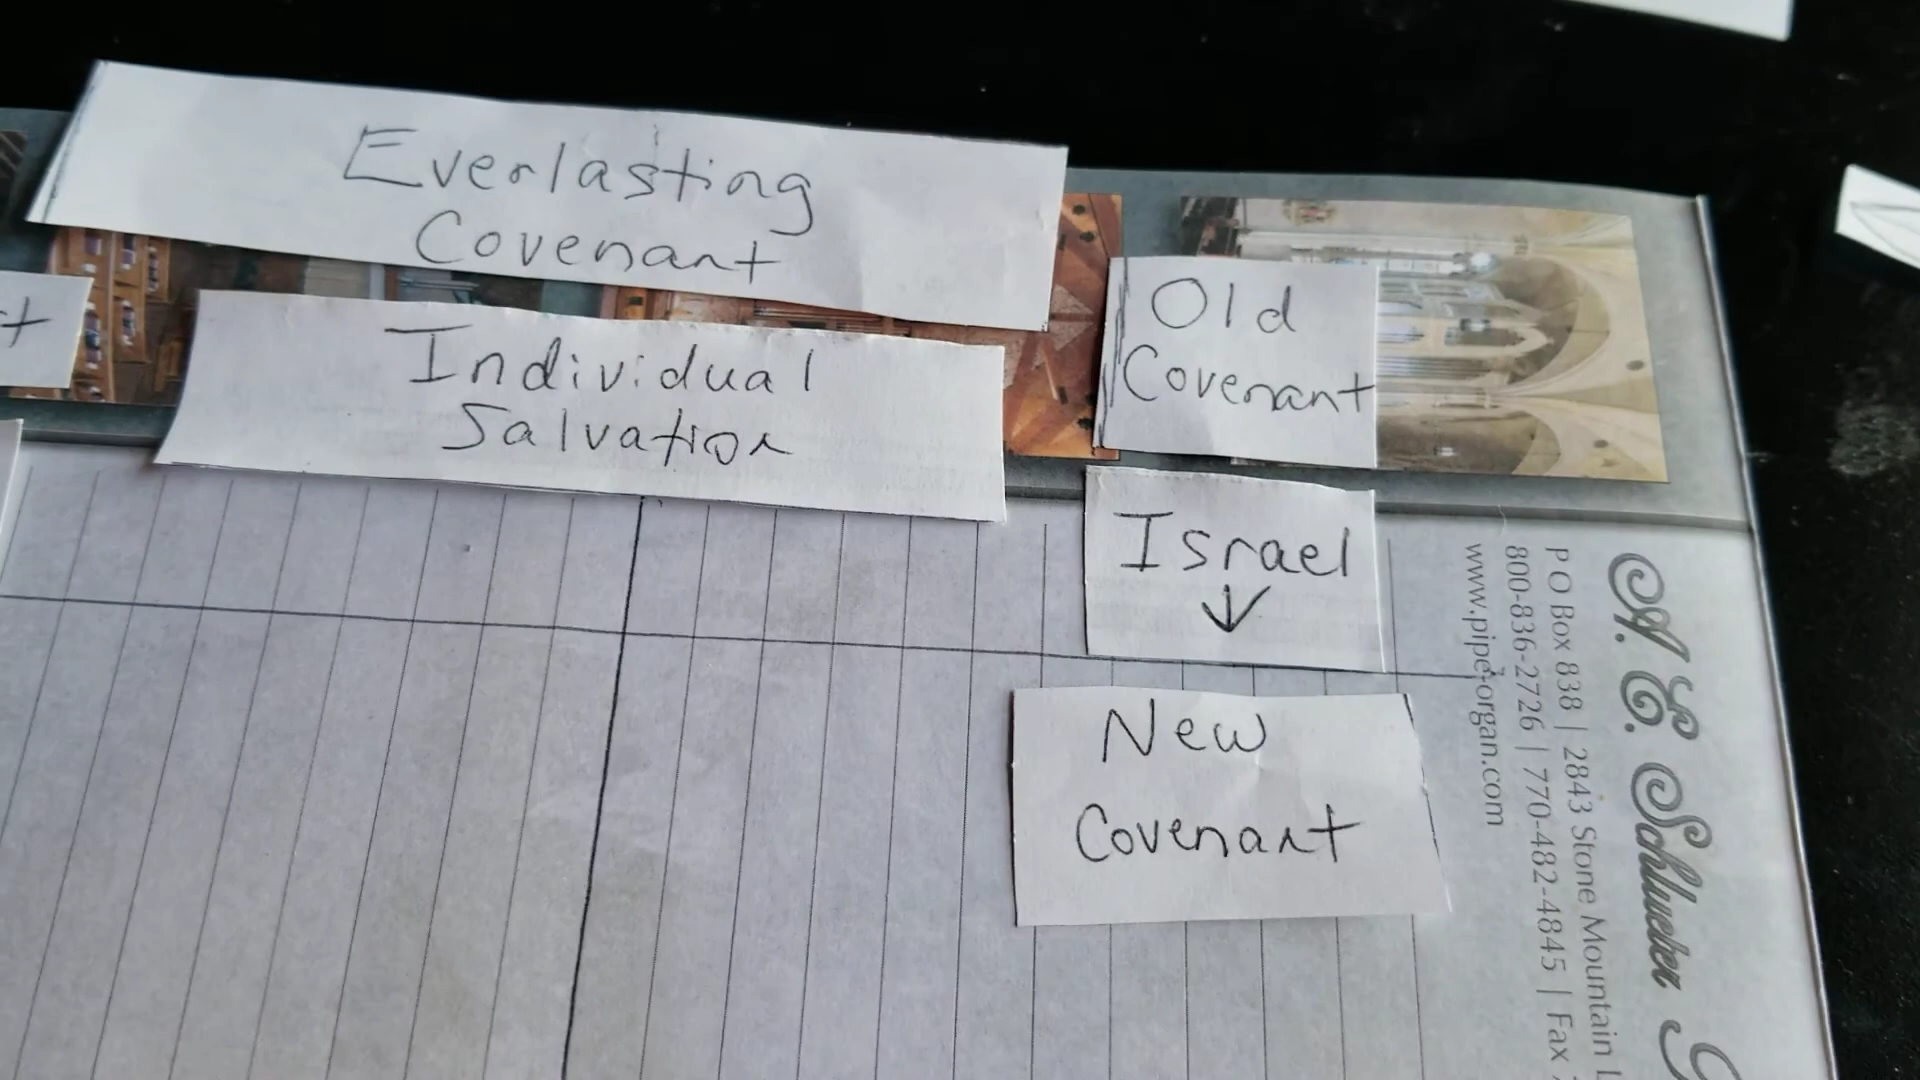 Everlasting
Covenant
Individual
Salvation
Old
Covenant
Israel
↓
New
Covenant
t
A. E. Schlueter
P O Box 838 | 2843 Stone Mountain
800-836-2726 | 770-482-4845 | Fax
www.pipe-organ.com